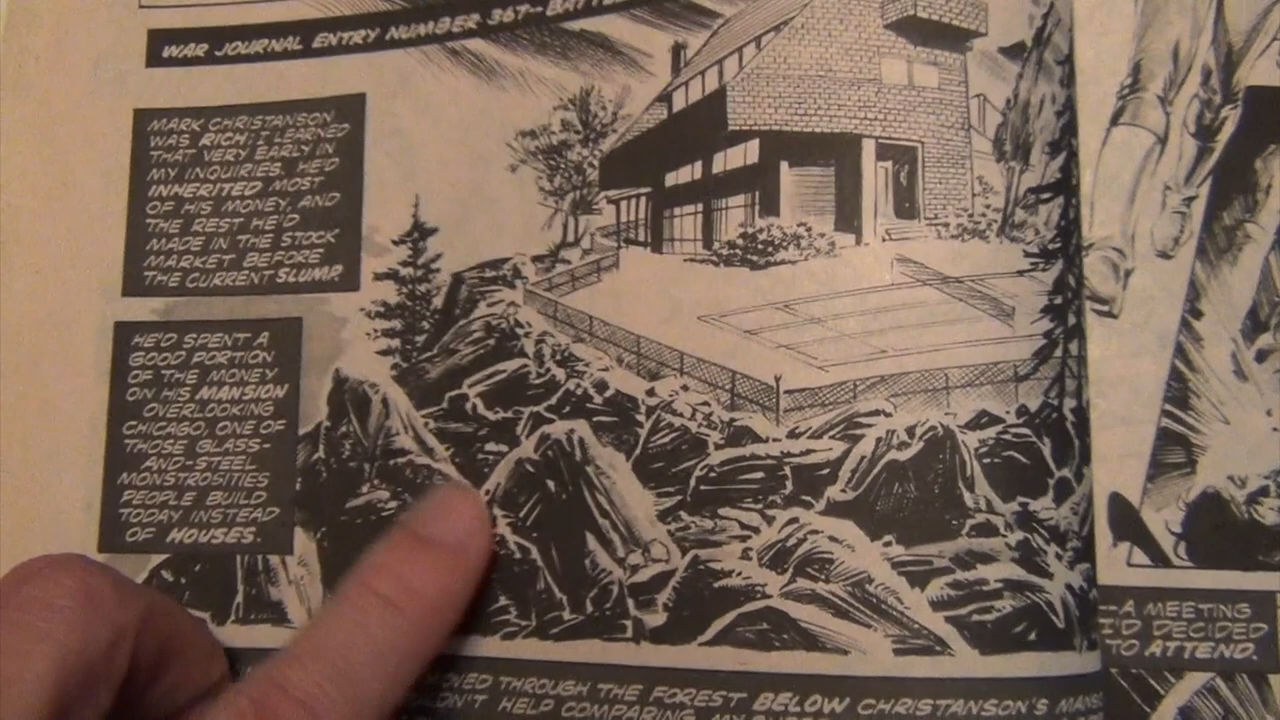 WAR JOURNAL ENTRY NUMBER 367--
MARK CHRISTANSON
WAS RICH; I LEARNED
THAT VERY EARLY IN
MY INQUIRIES. HE'D
INHERITED MOST
OF HIS MONEY, AND
THE REST HE'D
MADE IN THE STOCK
MARKET BEFORE
THE CURRENT SLUMP.
HE'D SPENT A
GOOD PORTION
OF THE MONEY
ON HIS MANSION
OVERLOOKING
CHICAGO, ONE OF
THOSE GLASS-
AND-STEEL
MONSTROSITIES
PEOPLE BUILD
TODAY INSTEAD
OF HOUSES.
THROUGH THE FOREST BELOW CHRISTANSON'S
HELP COMPARING
--A MEETING
I'D DECIDED
TO ATTEND.